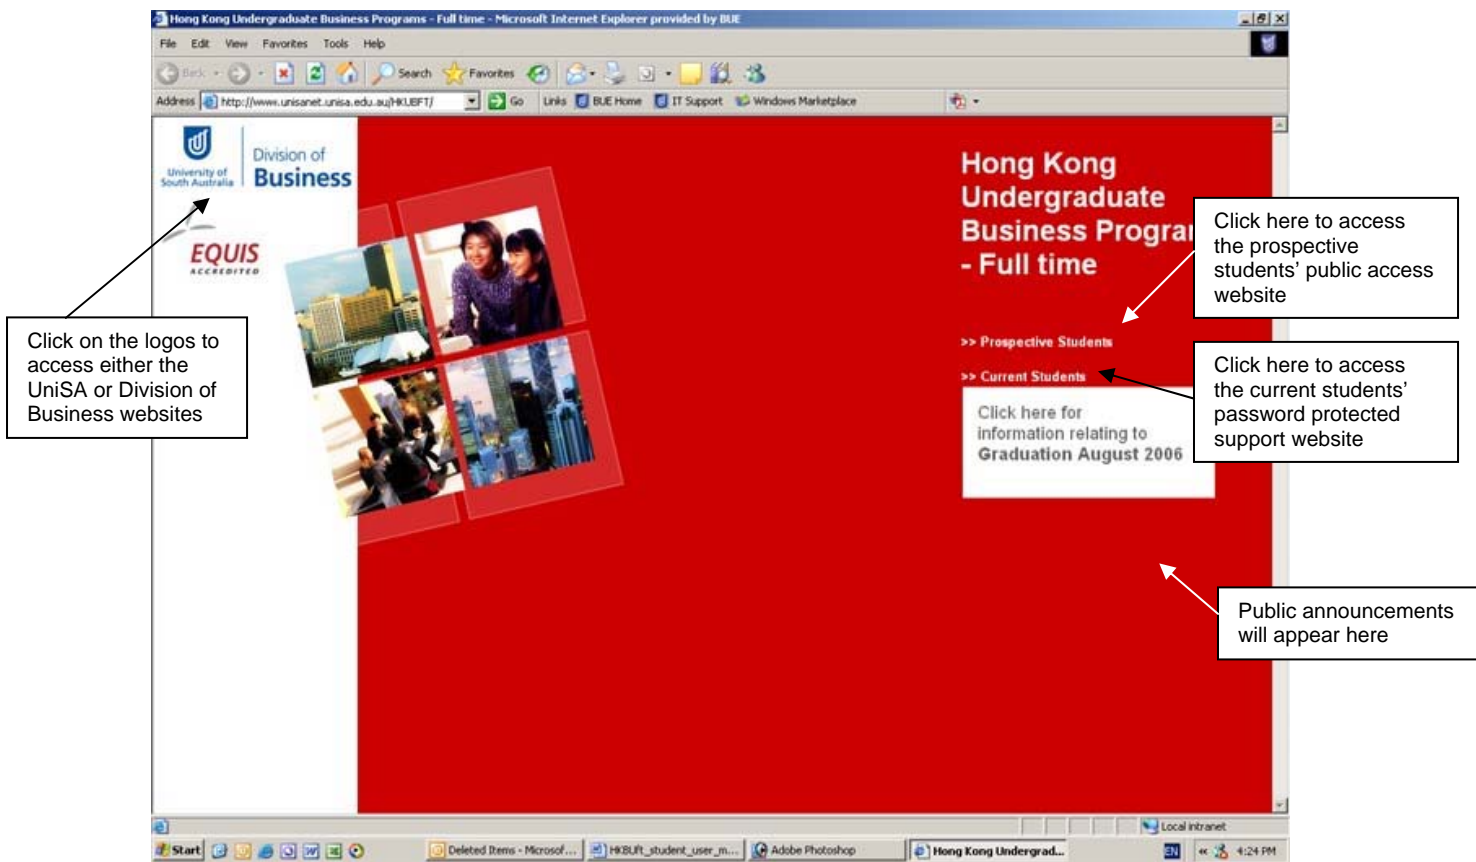 Hong Kong Undergraduate Business Programs - Full time - Microsoft Internet Explorer provided by BUE
File Edit View Favorites Tools Help
Back Search Favorites
Address http://www.unisanet.unisa.edu.au/HKUBFT/ Go Links BUE Home IT Support Windows Marketplace
University of
South Australia
Division of
Business
EQUIS
ACCREDITED
Click on the logos to
access either the
UniSA or Division of
Business websites
Hong Kong
Undergraduate
Business Program
- Full time
>> Prospective Students
>> Current Students
Click here for
information relating to
Graduation August 2006
Click here to access
the prospective
students’ public access
website
Click here to access
the current students’
password protected
support website
Public announcements
will appear here
Local intranet
Start Deleted Items - Microsof... HKBUft_student_user_m... Adobe Photoshop Hong Kong Undergrad... EN « 4:24 PM